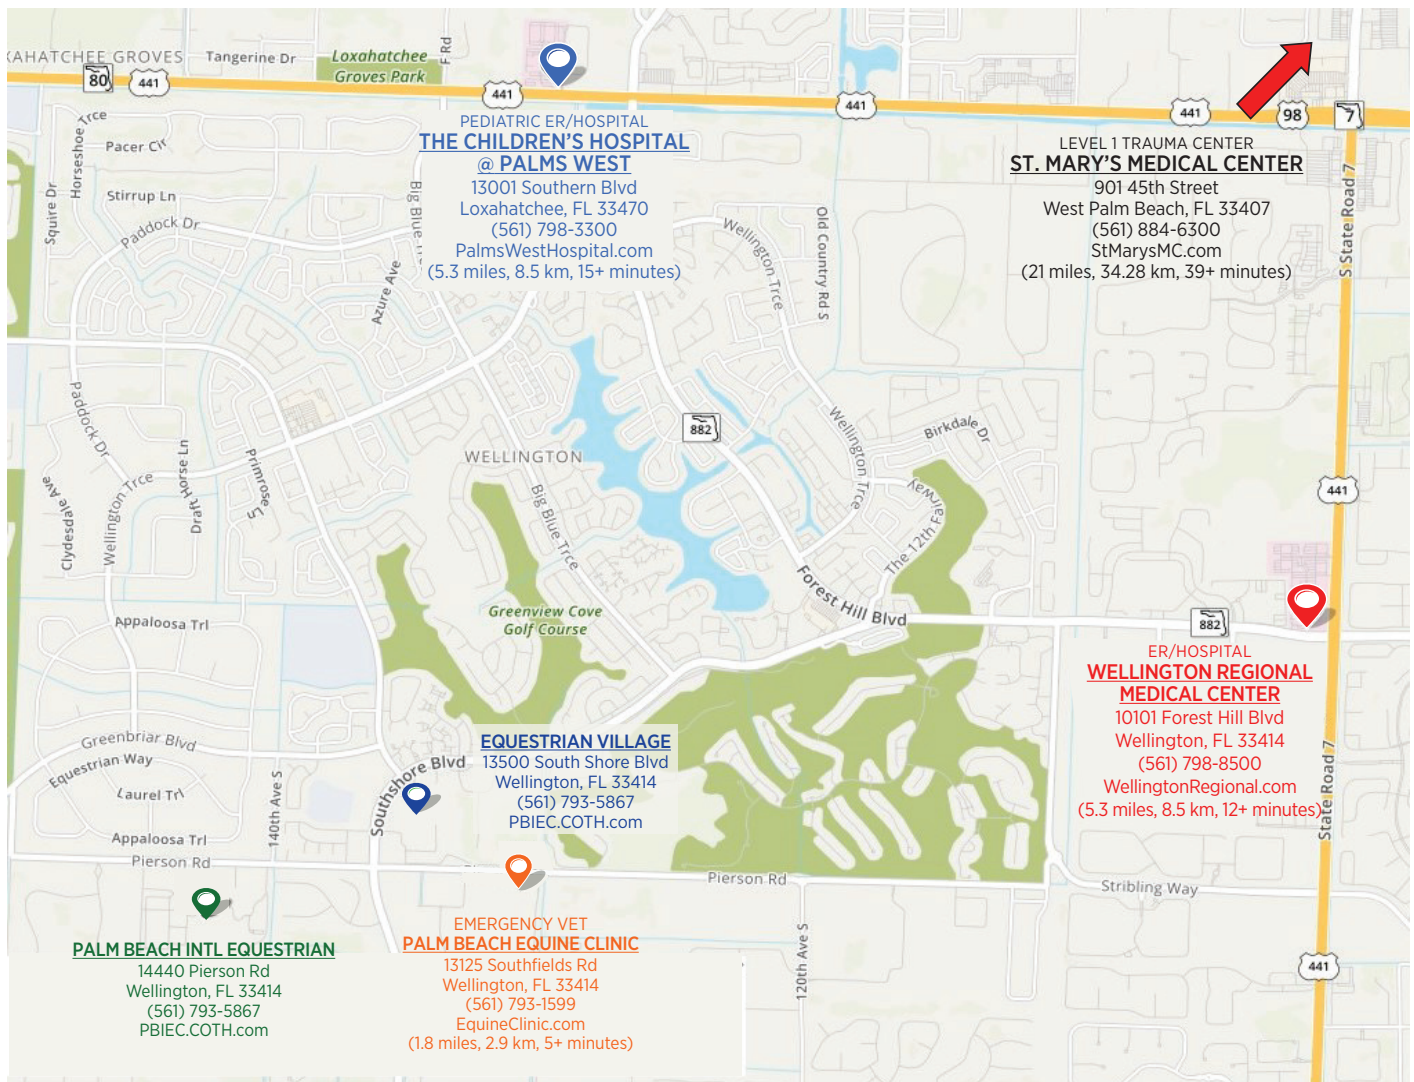 XAHATCHEE GROVES
Tangerine Dr
Loxahatchee
Groves Park
F Rd
80
441
441
441
441
98
7
Horseshoe Trce
Pacer Cir
Squire Dr
Stirrup Ln
Paddock Dr
Azure Ave
Big Blue
PEDIATRIC ER/HOSPITAL
THE CHILDREN'S HOSPITAL
@ PALMS WEST
13001 Southern Blvd
Loxahatchee, FL 33470
(561) 798-3300
PalmsWestHospital.com
(5.3 miles, 8.5 km, 15+ minutes)
Wellington Trce
Old Country Rd S
LEVEL 1 TRAUMA CENTER
ST. MARY'S MEDICAL CENTER
901 45th Street
West Palm Beach, FL 33407
(561) 884-6300
StMarysMC.com
(21 miles, 34.28 km, 39+ minutes)
S State Road 7
Paddock Dr
882
WELLINGTON
Wellington Trce
Birkdale Dr
Clydesdale Ave
Wellington Trce
Draft Horse Ln
Primrose Ln
Big Blue Trce
The 12th Fairway
441
Forest Hill Blvd
Greenview Cove
Golf Course
Appaloosa Trl
882
ER/HOSPITAL
WELLINGTON REGIONAL
MEDICAL CENTER
10101 Forest Hill Blvd
Wellington, FL 33414
(561) 798-8500
WellingtonRegional.com
(5.3 miles, 8.5 km, 12+ minutes)
State Road 7
Greenbriar Blvd
Equestrian Way
Laurel Trl
140th Ave S
Southshore Blvd
EQUESTRIAN VILLAGE
13500 South Shore Blvd
Wellington, FL 33414
(561) 793-5867
PBIEC.COTH.com
Appaloosa Trl
Pierson Rd
Pierson Rd
Stribling Way
PALM BEACH INTL EQUESTRIAN
14440 Pierson Rd
Wellington, FL 33414
(561) 793-5867
PBIEC.COTH.com
EMERGENCY VET
PALM BEACH EQUINE CLINIC
13125 Southfields Rd
Wellington, FL 33414
(561) 793-1599
EquineClinic.com
(1.8 miles, 2.9 km, 5+ minutes)
120th Ave S
441